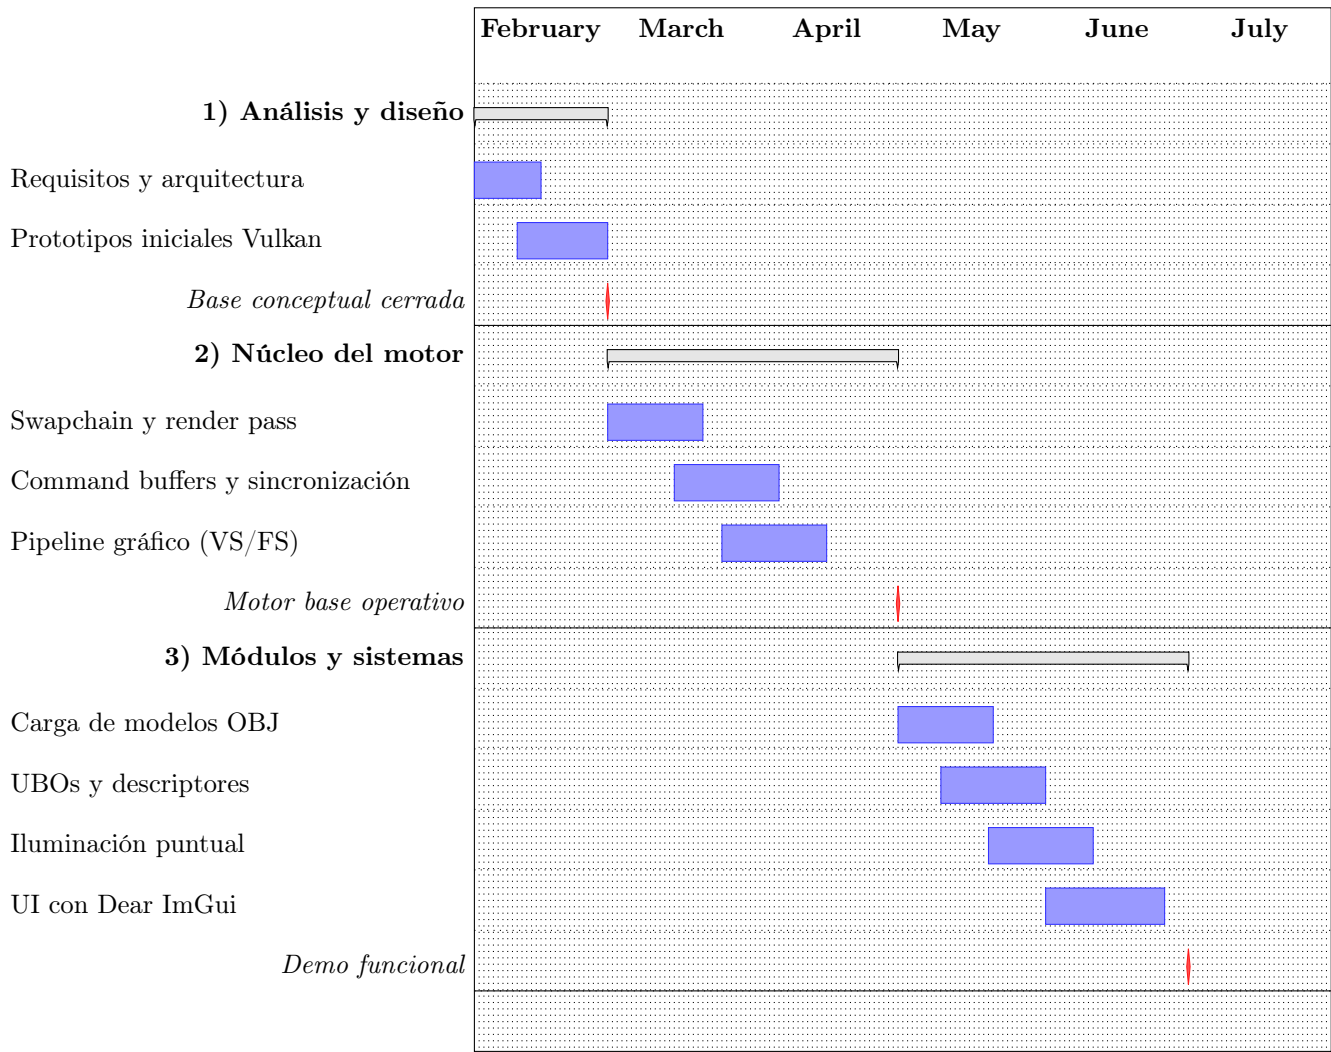 February March April May June July
1) Análisis y diseño
Requisitos y arquitectura
Prototipos iniciales Vulkan
Base conceptual cerrada
2) Núcleo del motor
Swapchain y render pass
Command buffers y sincronización
Pipeline gráfico (VS/FS)
Motor base operativo
3) Módulos y sistemas
Carga de modelos OBJ
UBOs y descriptores
Iluminación puntual
UI con Dear ImGui
Demo funcional